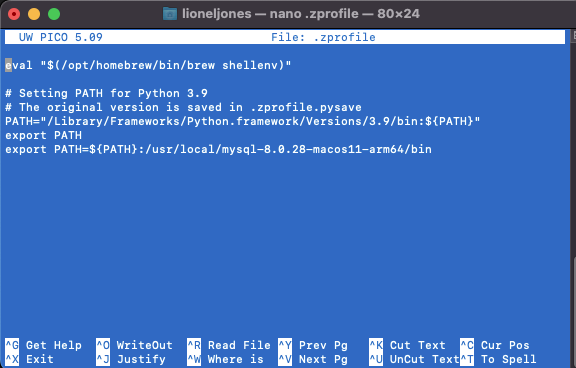 lioneljones — nano .zprofile — 80×24
UW PICO 5.09 File: .zprofile
eval "$(/opt/homebrew/bin/brew shellenv)"
# Setting PATH for Python 3.9
# The original version is saved in .zprofile.pysave
PATH="/Library/Frameworks/Python.framework/Versions/3.9/bin:${PATH}"
export PATH
export PATH=${PATH}:/usr/local/mysql-8.0.28-macos11-arm64/bin
^G Get Help ^O WriteOut ^R Read File ^Y Prev Pg ^K Cut Text ^C Cur Pos
^X Exit ^J Justify ^W Where is ^V Next Pg ^U UnCut Text ^T To Spell